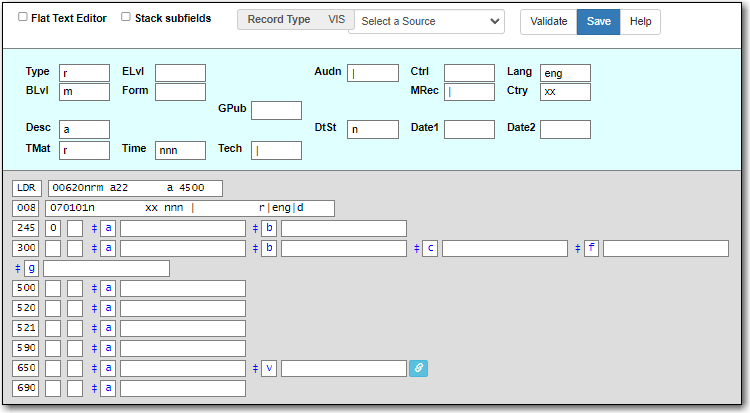 Flat Text Editor Stack subfields Record Type VIS Select a Source Validate Save Help
Type r ELvl Audn | Ctrl Lang eng
BLvl m Form MRec | Ctry xx
GPub
Desc a DtSt n Date1 Date2
TMat r Time nnn Tech |
LDR 00620nrm a22 a 4500
008 070101n xx nnn | r|eng|d
245 0 ‡ a ‡ b
300 ‡ a ‡ b ‡ c ‡ f
‡ g
500 ‡ a
520 ‡ a
521 ‡ a
590 ‡ a
650 ‡ a ‡ v
690 ‡ a